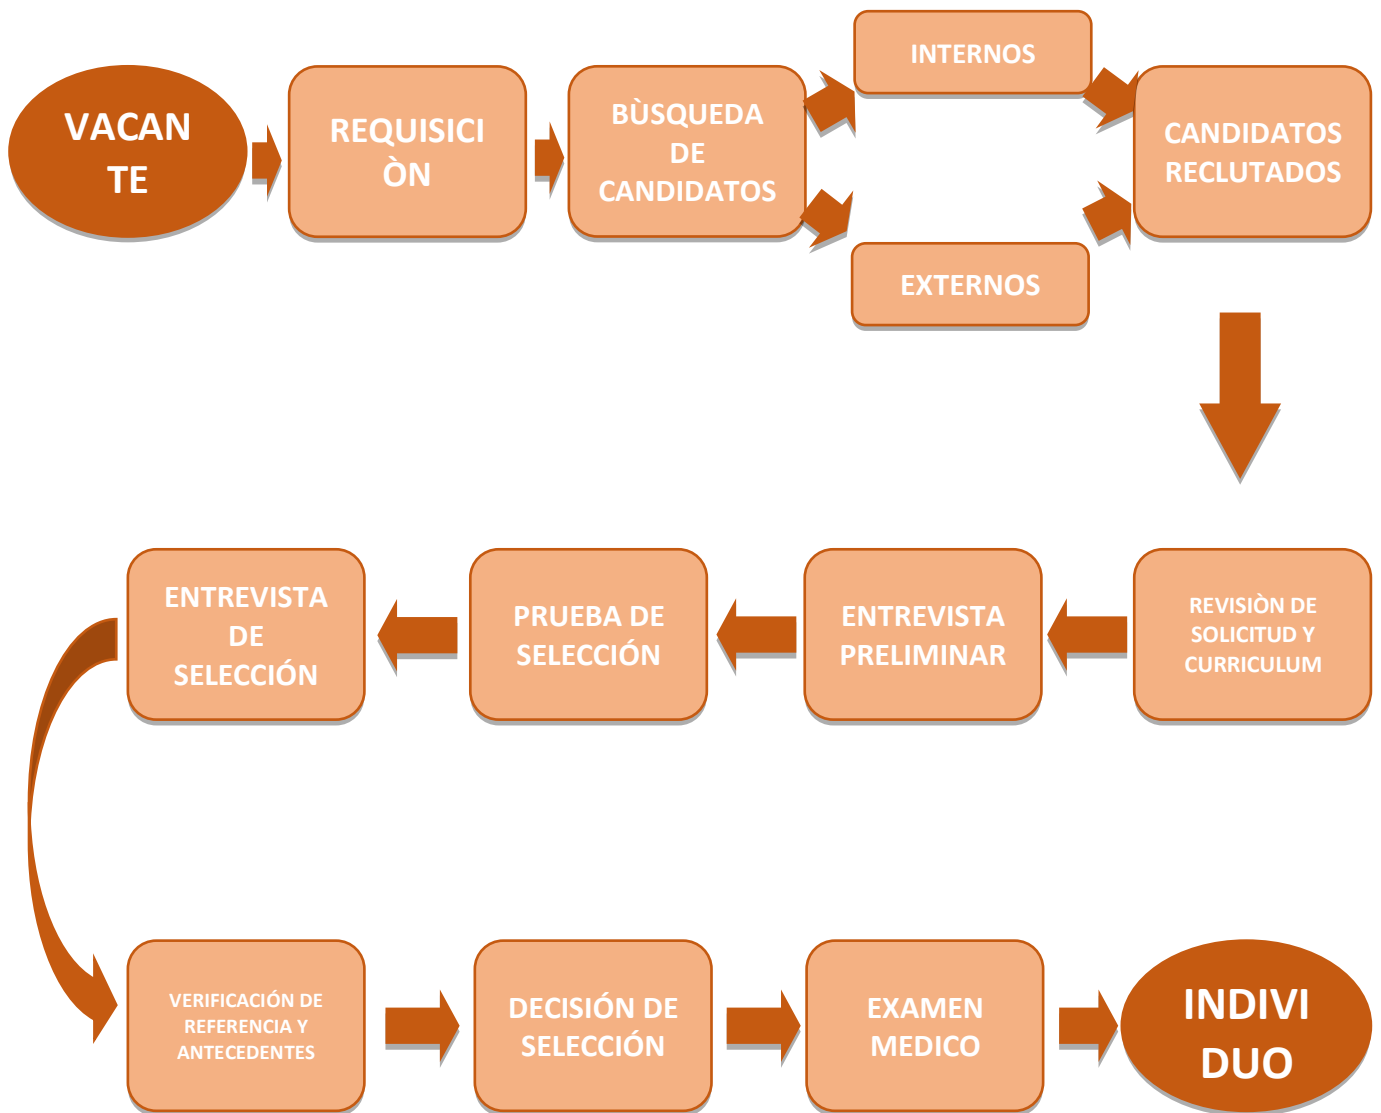 VACAN
TE
REQUISICI
ÒN
BÙSQUEDA
DE
CANDIDATOS
INTERNOS
EXTERNOS
CANDIDATOS
RECLUTADOS
REVISIÒN DE
SOLICITUD Y
CURRICULUM
ENTREVISTA
PRELIMINAR
PRUEBA DE
SELECCIÓN
ENTREVISTA
DE
SELECCIÓN
VERIFICACIÓN DE
REFERENCIA Y
ANTECEDENTES
DECISIÓN DE
SELECCIÓN
EXAMEN
MEDICO
INDIVI
DUO